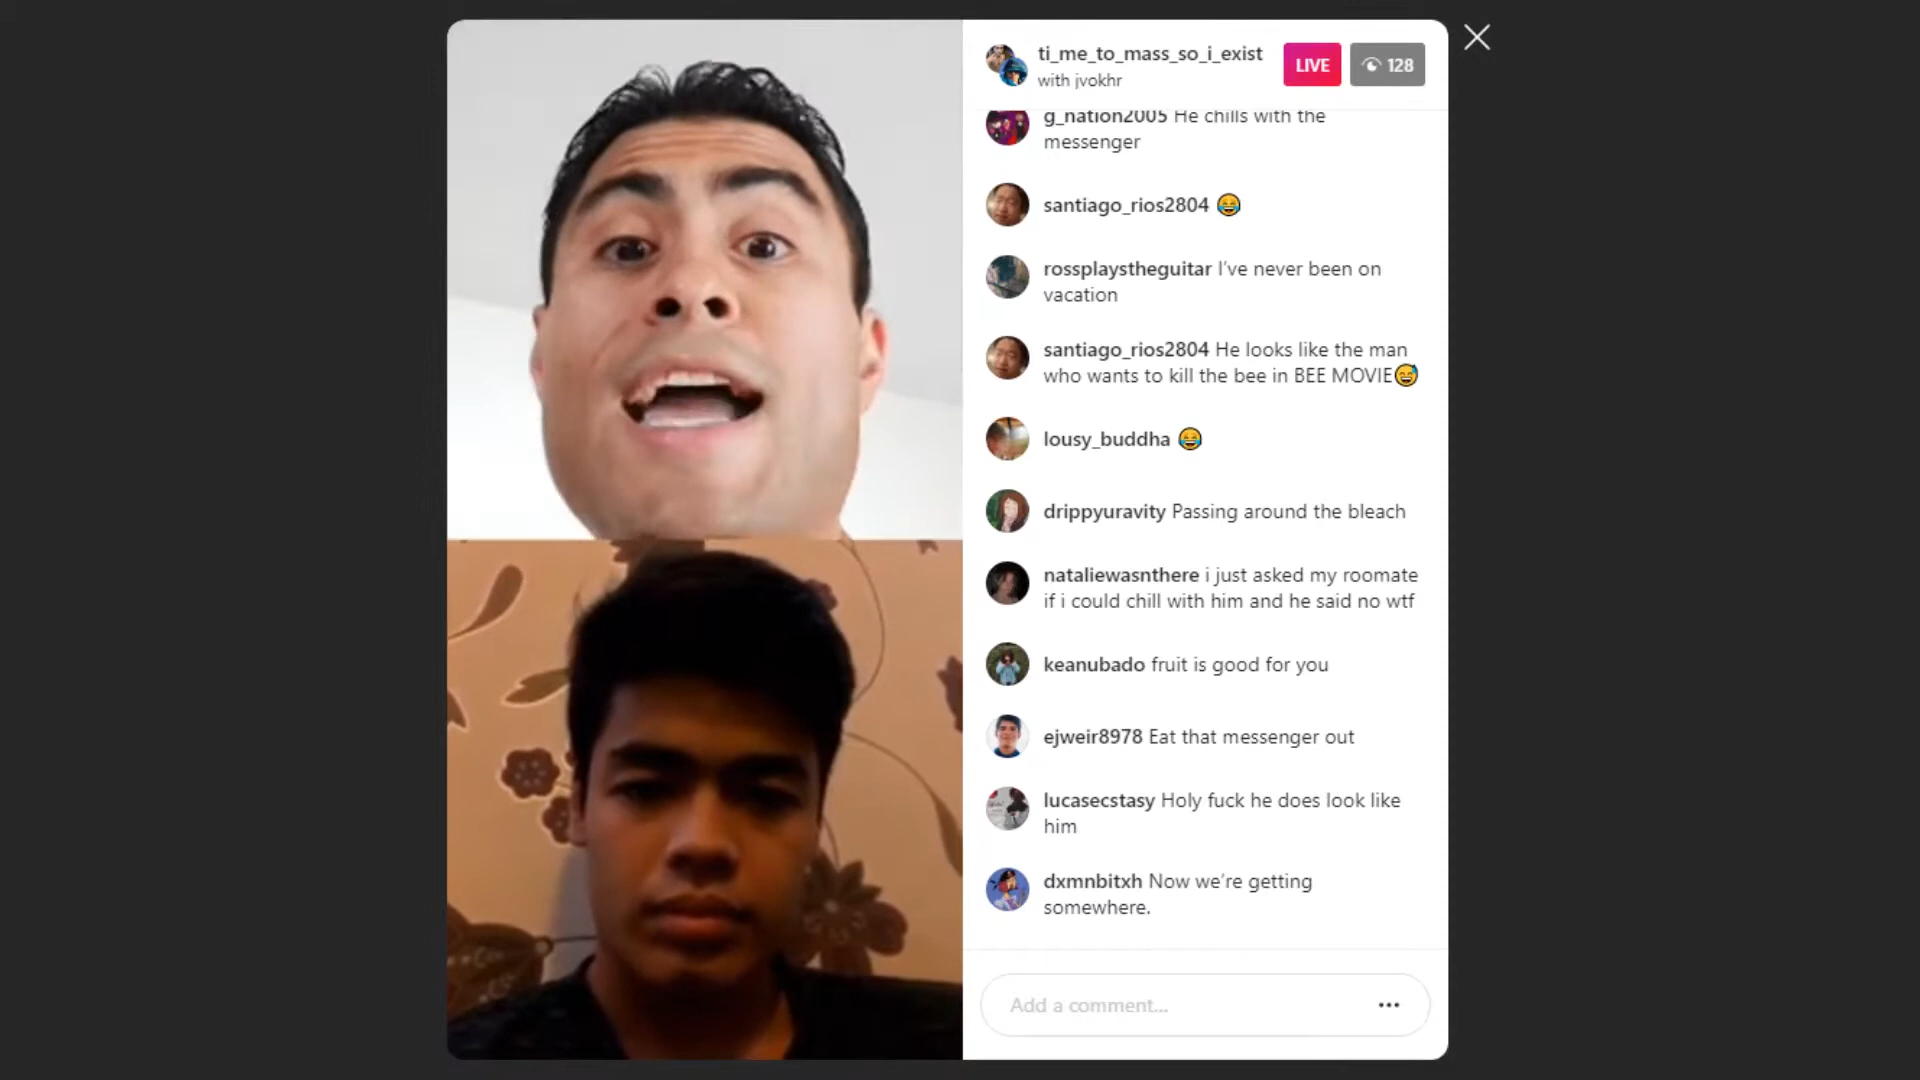 ti_me_to_mass_so_i_exist
with jvokhr
LIVE
128
g_nation2005 He chills with the
messenger
santiago_rios2804 😂
rossplaystheguitar I've never been on
vacation
santiago_rios2804 He looks like the man
who wants to kill the bee in BEE MOVIE😅
lousy_buddha 😂
drippyuravity Passing around the bleach
nataliewasnthere i just asked my roomate
if i could chill with him and he said no wtf
keanubado fruit is good for you
ejweir8978 Eat that messenger out
lucasecstasy Holy fuck he does look like
him
dxmnbitxh Now we're getting
somewhere.
Add a comment...